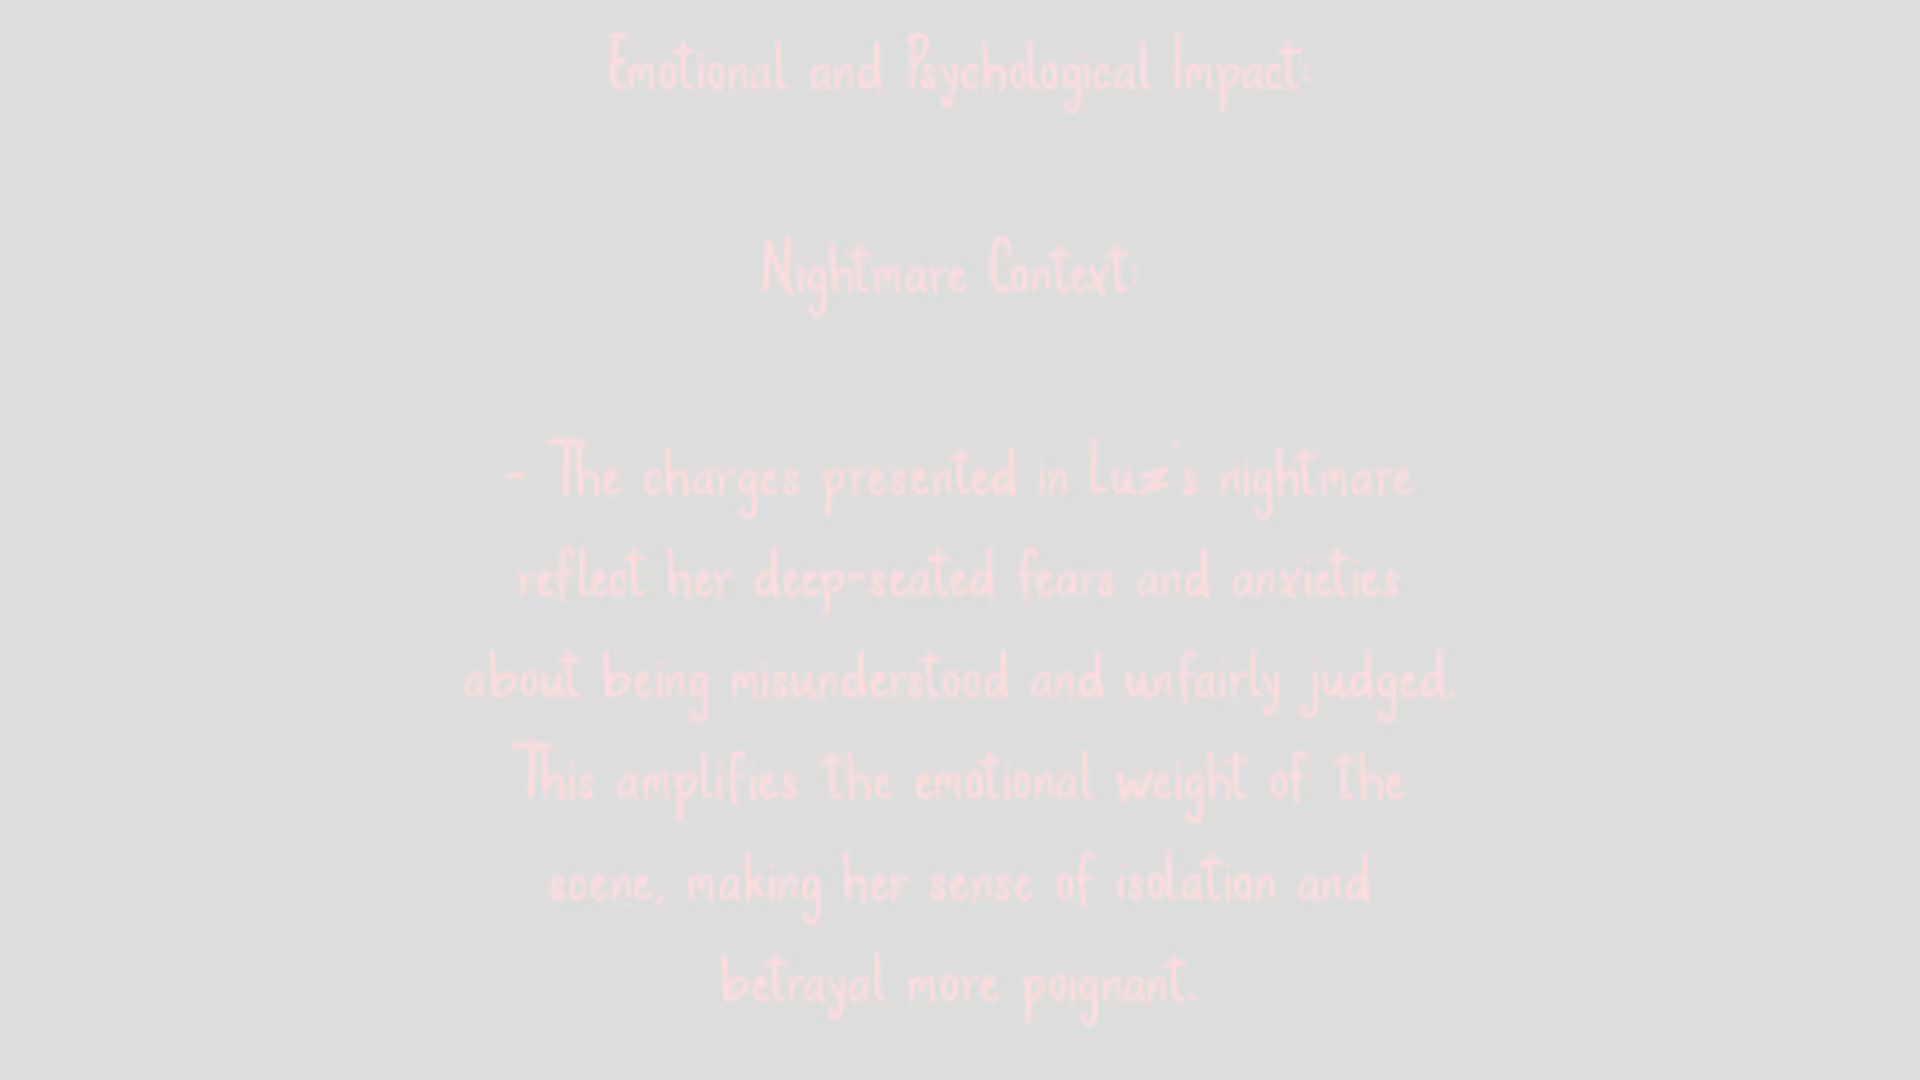 Emotional and Psychological Impact:
Nightmare Context:
- The charges presented in Luz's nightmare
reflect her deep-seated fears and anxieties
about being misunderstood and unfairly judged.
This amplifies the emotional weight of the
scene, making her sense of isolation and
betrayal more poignant.